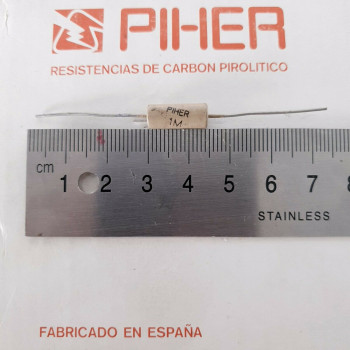 PIHER
RESISTENCIAS DE CARBON PIROLITICO
PIHER
1M
cm 1 2 3 4 5 6 7 8
STAINLESS
FABRICADO EN ESPAÑA